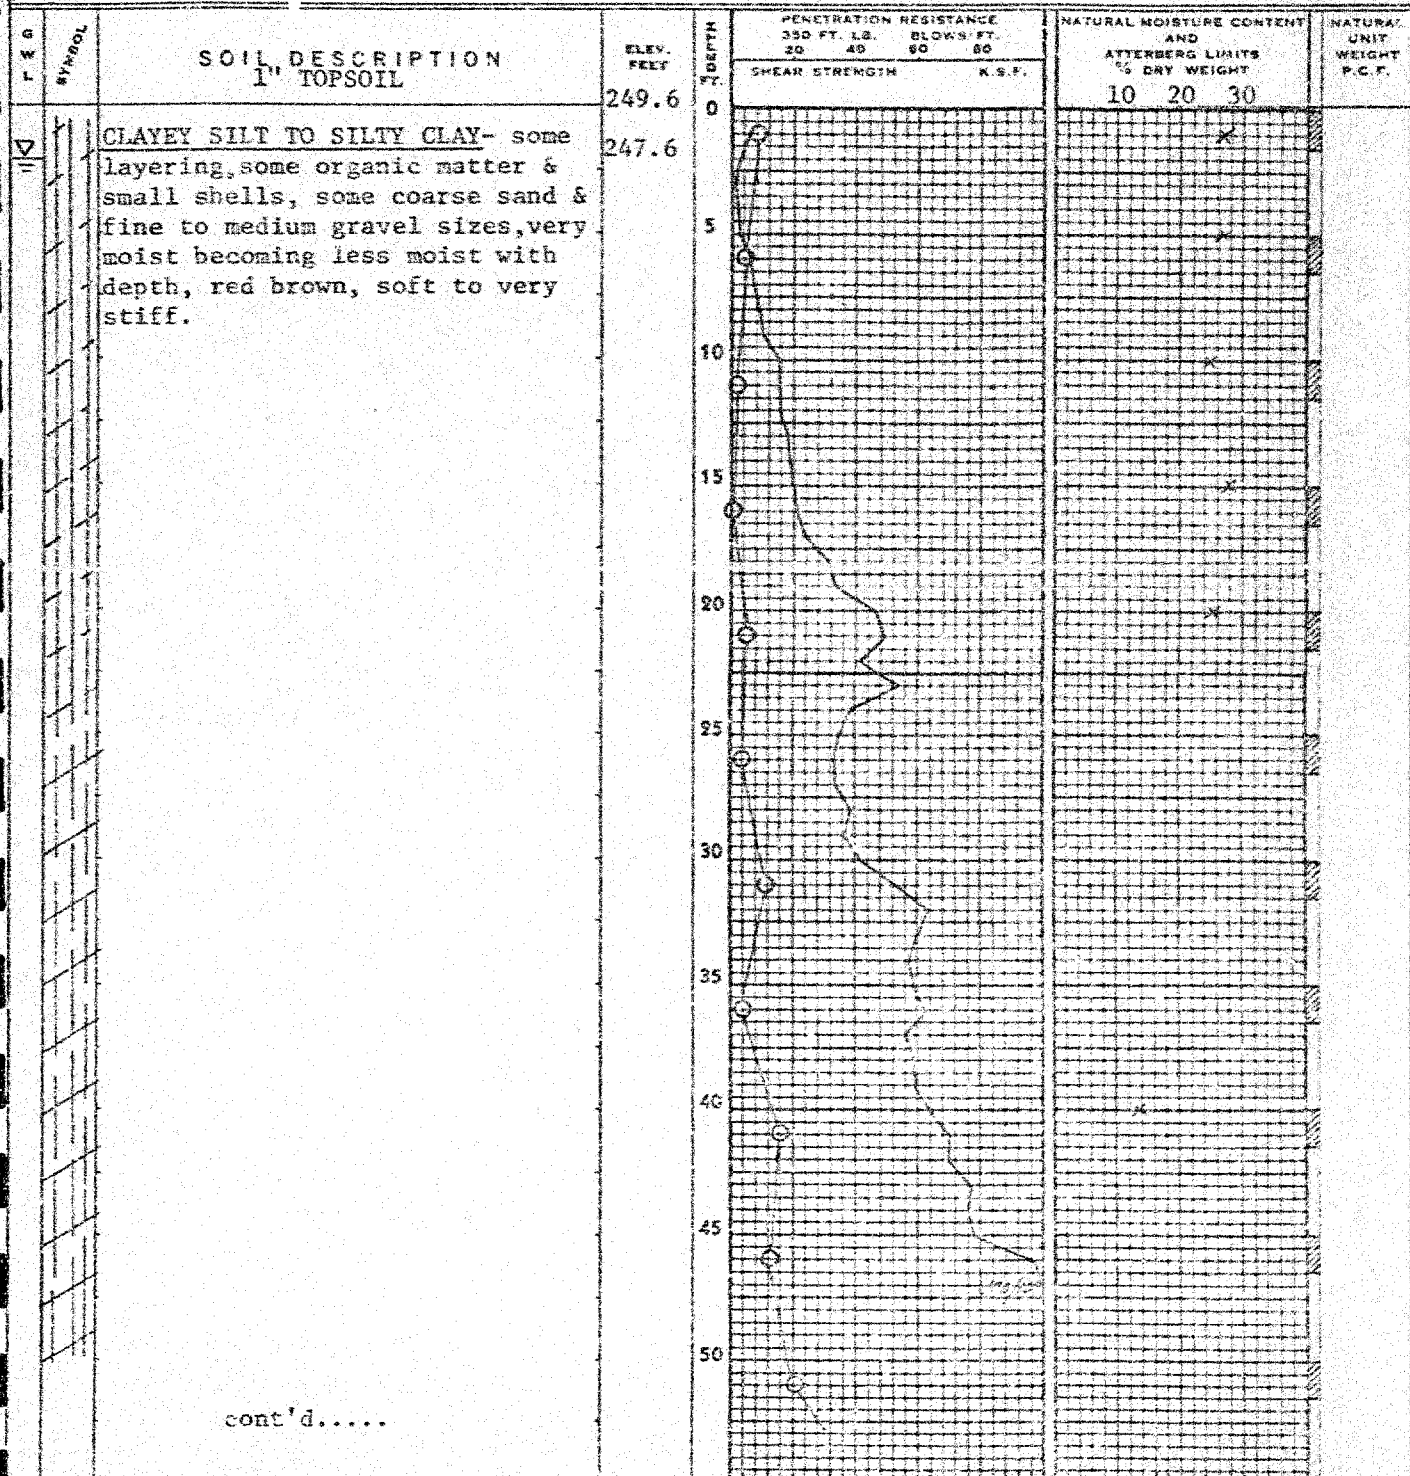 G W L
SYMBOL
SOIL DESCRIPTION
1" TOPSOIL
ELEV. FEET
249.6
DEPTH FT.
PENETRATION RESISTANCE
350 FT. LB. BLOWS/FT.
20 40 60 80
SHEAR STRENGTH K.S.F.
NATURAL MOISTURE CONTENT
AND
ATTERBERG LIMITS
% DRY WEIGHT
10 20 30
NATURAL
UNIT
WEIGHT
P.C.F.
0
CLAYEY SILT TO SILTY CLAY- some
247.6
layering,some organic matter &
small shells, some coarse sand &
fine to medium gravel sizes,very
moist becoming less moist with
depth, red brown, soft to very
stiff.
5
10
15
20
25
30
35
40
45
50
cont'd.....